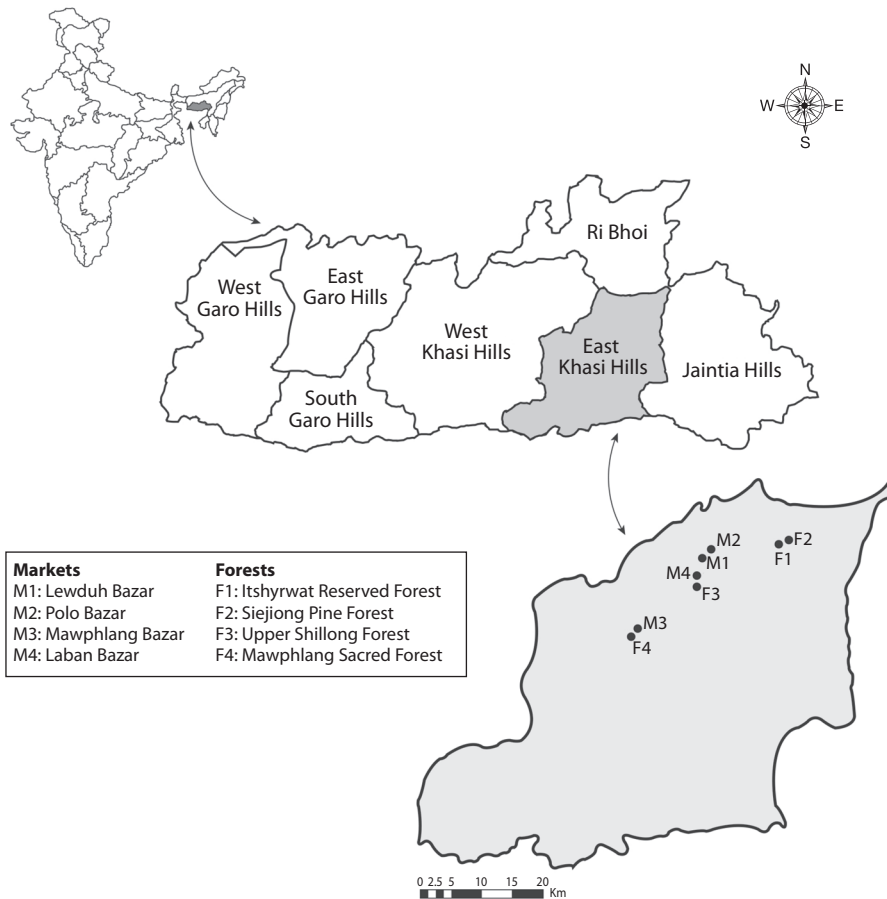 N
W
E
S
Ri Bhoi
West
Garo Hills
East
Garo Hills
West
Khasi Hills
East
Khasi Hills
Jaintia Hills
South
Garo Hills
M2
M1
M4
F3
F2
F1
M3
F4
Markets
M1: Lewduh Bazar
M2: Polo Bazar
M3: Mawphlang Bazar
M4: Laban Bazar
Forests
F1: Itshyrwat Reserved Forest
F2: Siejiong Pine Forest
F3: Upper Shillong Forest
F4: Mawphlang Sacred Forest
0 2.5 5 10 15 20
Km